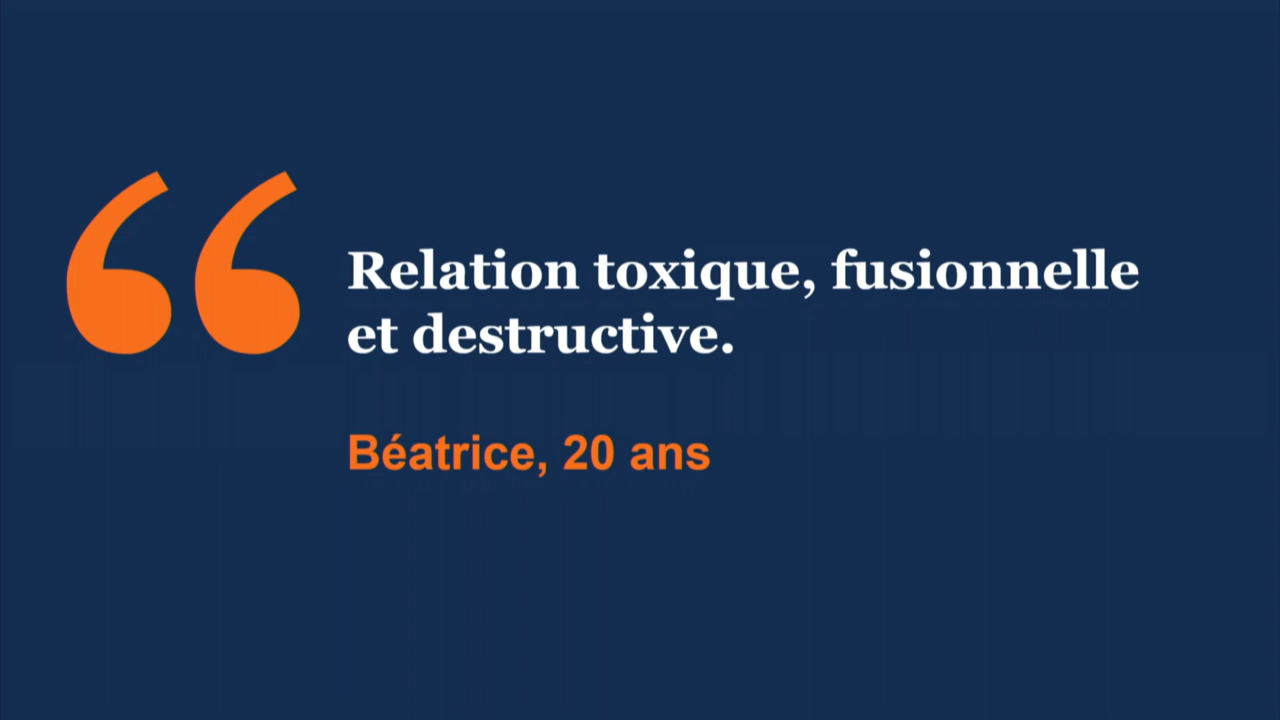 Relation toxique, fusionnelle
et destructive.
Béatrice, 20 ans